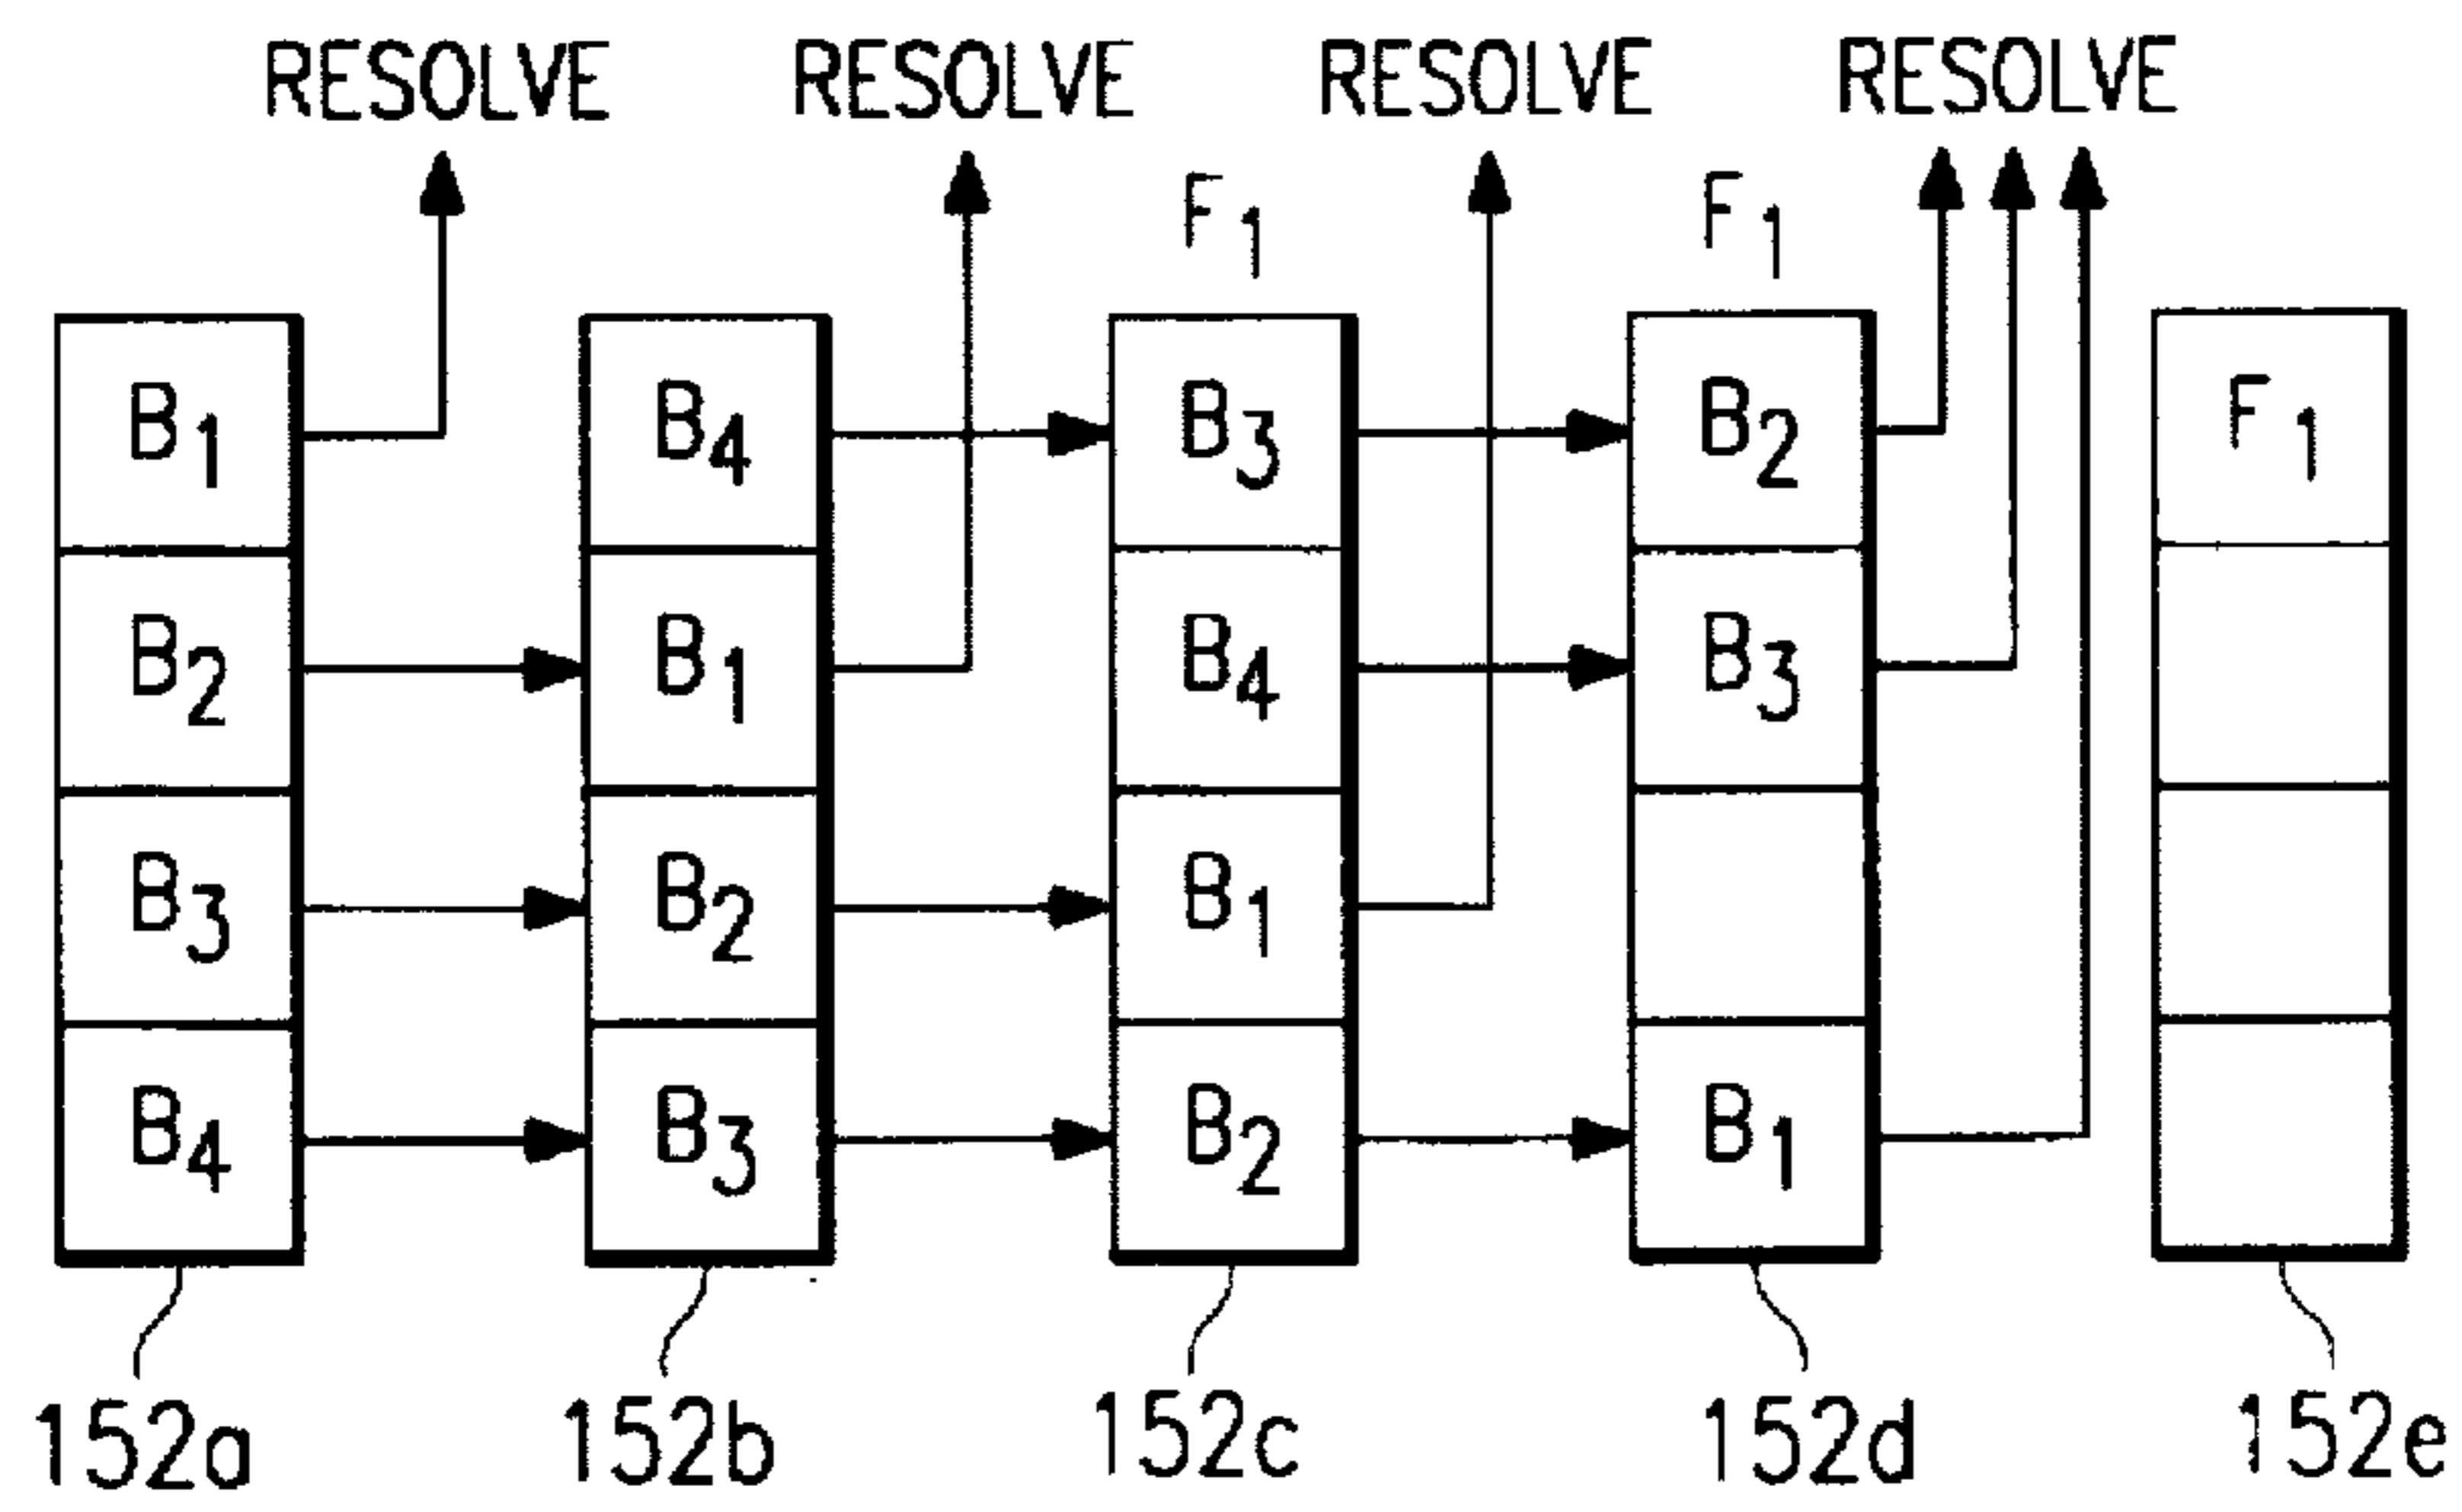 RESOLVE RESOLVE RESOLVE RESOLVE
F1 F1
B1 B4 B3 B2 F1
B2 B1 B4 B3
B3 B2 B1
B4 B3 B2 B1
152a 152b 152c 152d 152e